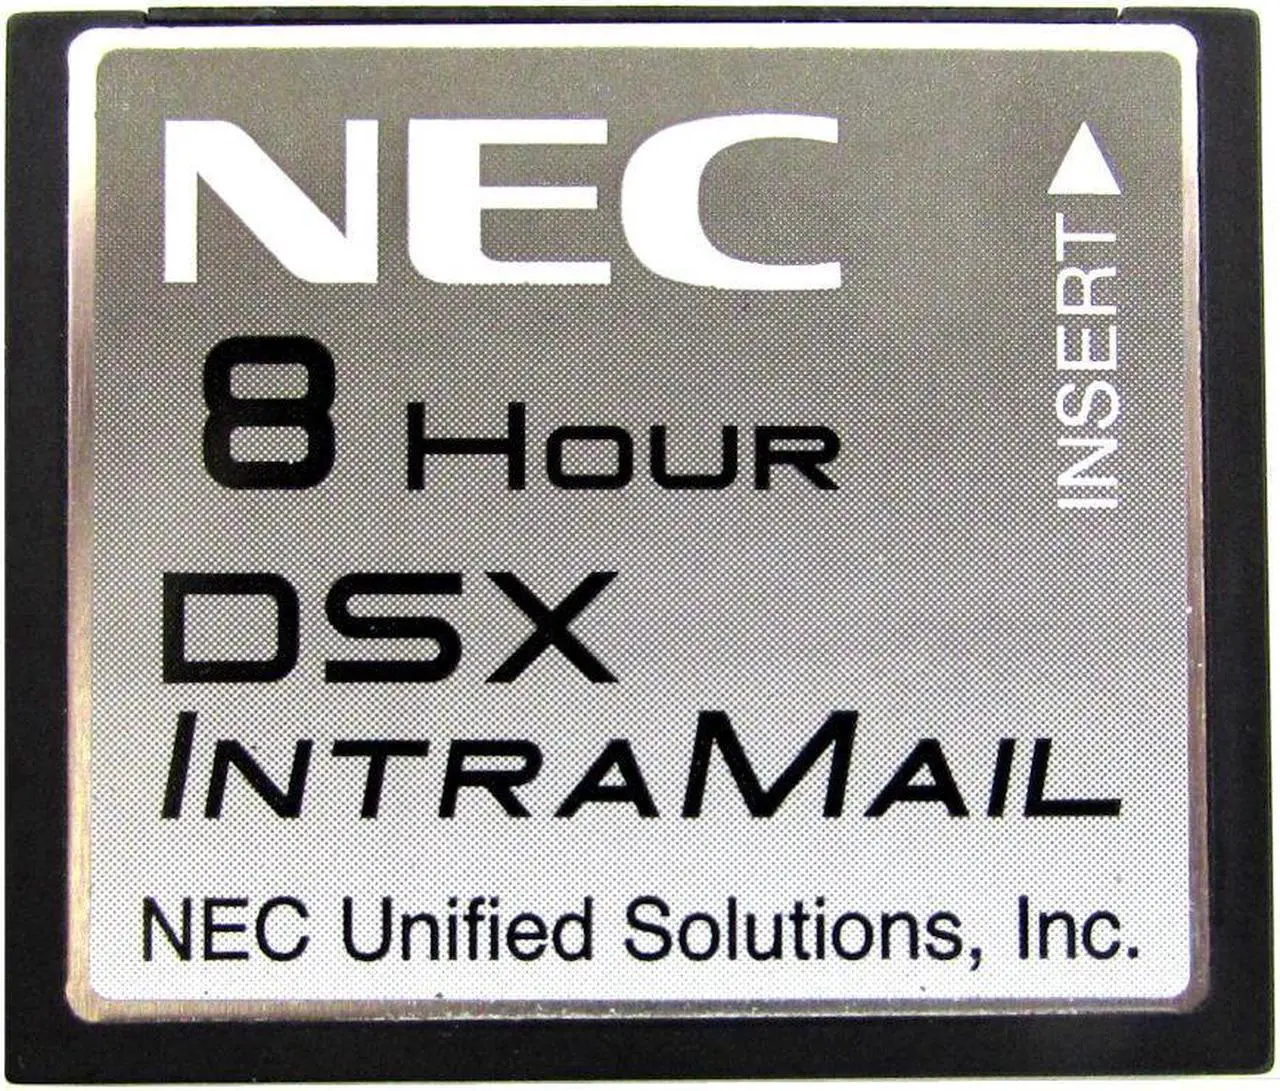 NEC
INSERT
8 HOUR
DSX
INTRAMAIL
NEC Unified Solutions, Inc.